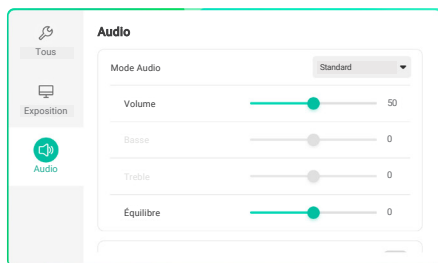 Audio
Tous
Mode Audio
Standard
Exposition
Volume
50
Basse
0
Audio
Treble
0
Équilibre
0